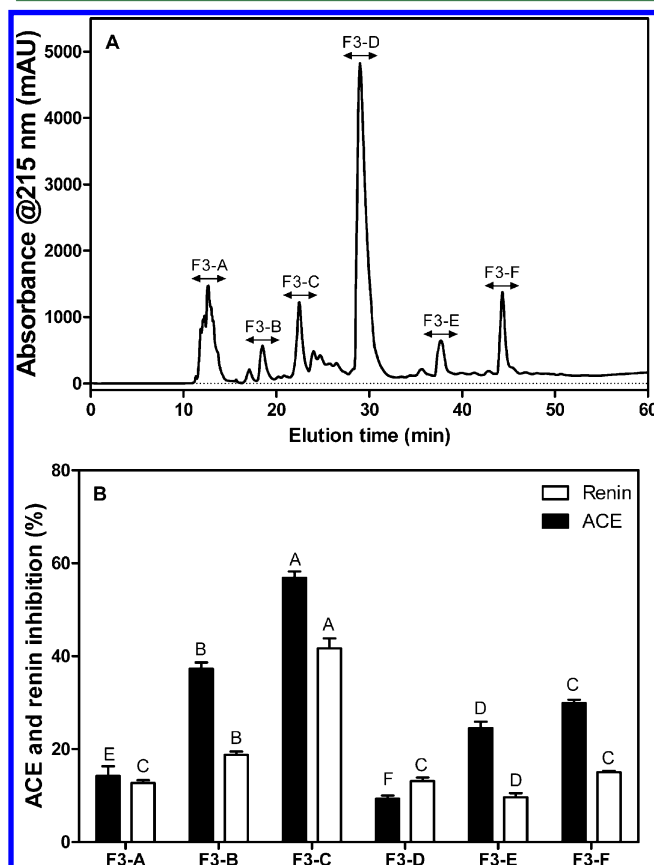 A
F3-D
5000
4000
3000
2000
1000
0
Absorbance @215 nm (mAU)
F3-A
F3-B
F3-C
F3-E
F3-F
0 10 20 30 40 50 60
Elution time (min)
B
Renin
ACE
80
60
40
20
0
ACE and renin inhibition (%)
E C B B A A F C D D C C
F3-A F3-B F3-C F3-D F3-E F3-F